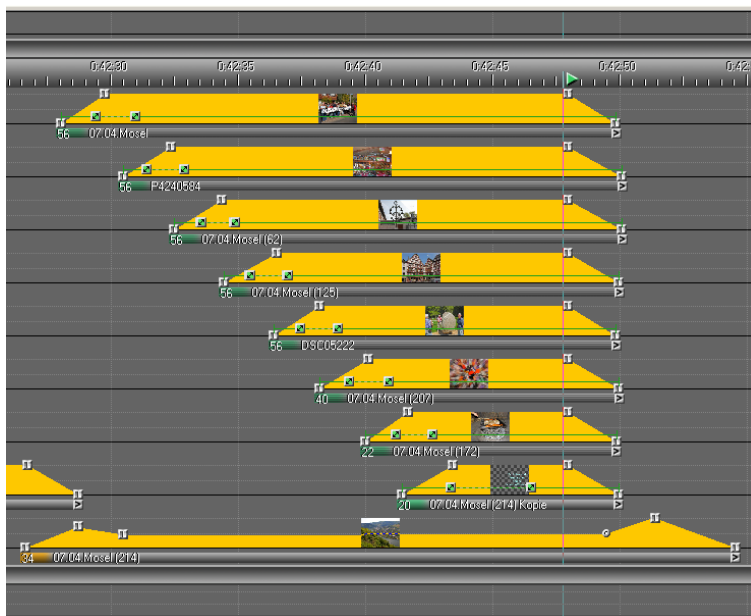 0:42:30 0:42:35 0:42:40 0:42:45 0:42:50 0:42:
56 07.04.Mosel
56 P4240584
56 07.04.Mosel (62)
56 07.04.Mosel (125)
56 DSC05222
40 07.04.Mosel (207)
22 07.04.Mosel (172)
20 07.04.Mosel (214) Kopie
84 07.04.Mosel (214)